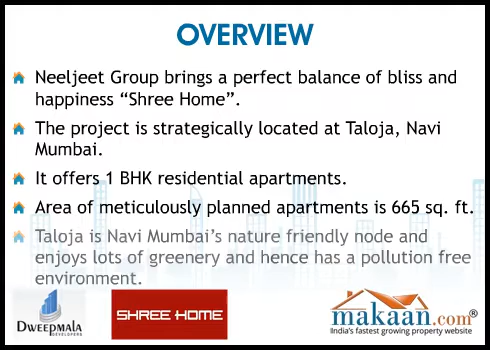 OVERVIEW
Neeljeet Group brings a perfect balance of bliss and
happiness “Shree Home”.
The project is strategically located at Taloja, Navi
Mumbai.
It offers 1 BHK residential apartments.
Area of meticulously planned apartments is 665 sq. ft.
Taloja is Navi Mumbai’s nature friendly node and
enjoys lots of greenery and hence has a pollution free
environment.
DWEEPMALA
DEVELOPERS
SHREE HOME
makaan.com®
India's fastest growing property website